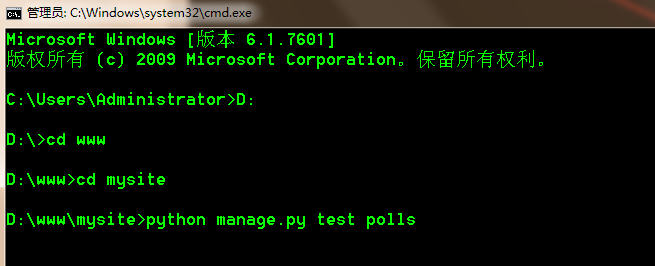 管理员: C:\Windows\system32\cmd.exe
Microsoft Windows [版本 6.1.7601]
版权所有 (c) 2009 Microsoft Corporation。保留所有权利。
C:\Users\Administrator>D:
D:\>cd www
D:\www>cd mysite
D:\www\mysite>python manage.py test polls